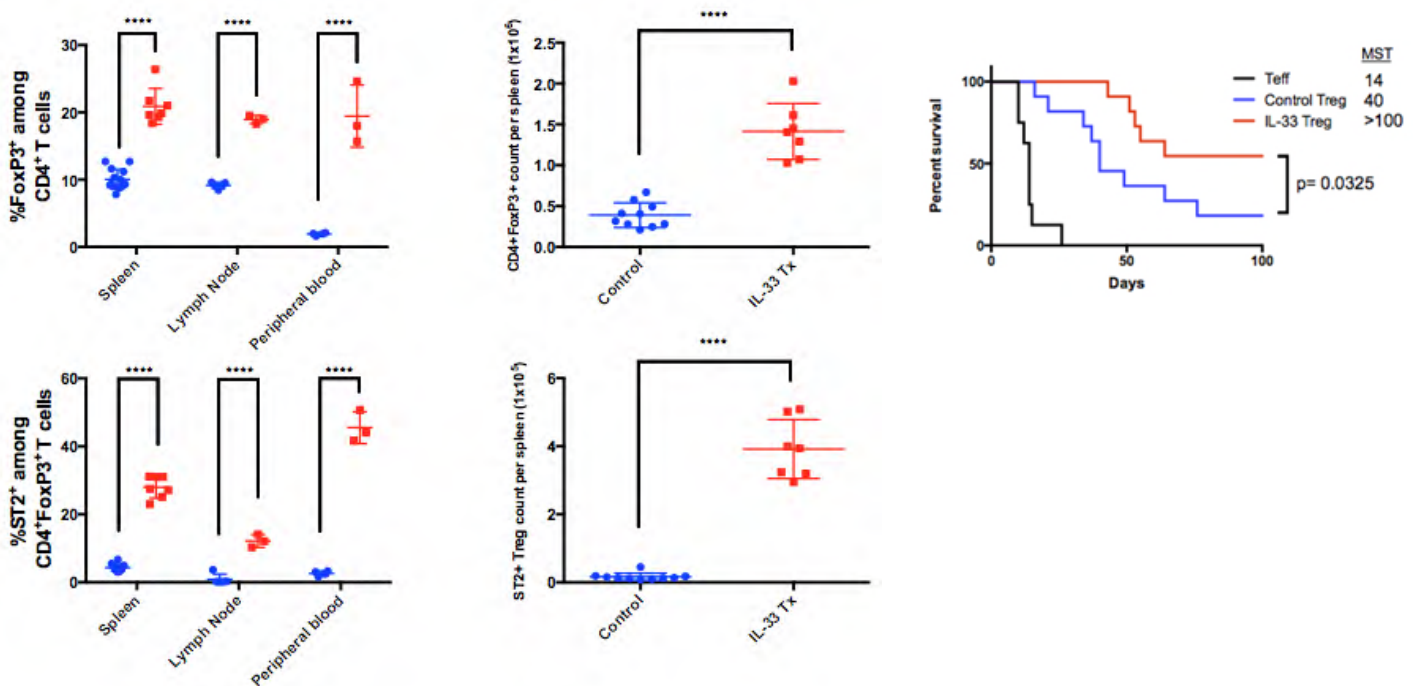 **** **** ****
30
20
10
0
%FoxP3⁺ among
CD4⁺ T cells
Spleen
Lymph Node
Peripheral blood
****
2.5
2.0
1.5
1.0
0.5
0.0
CD4+FoxP3+ count per spleen (1x10⁶)
Control
IL-33 Tx
MST
Teff 14
Control Treg 40
IL-33 Treg >100
100
50
0
Percent survival
0 50 100
Days
p= 0.0325
**** **** ****
60
40
20
0
%ST2⁺ among
CD4⁺FoxP3⁺ T cells
Spleen
Lymph Node
Peripheral blood
****
6
4
2
0
ST2+ Treg count per spleen (1x10⁵)
Control
IL-33 Tx